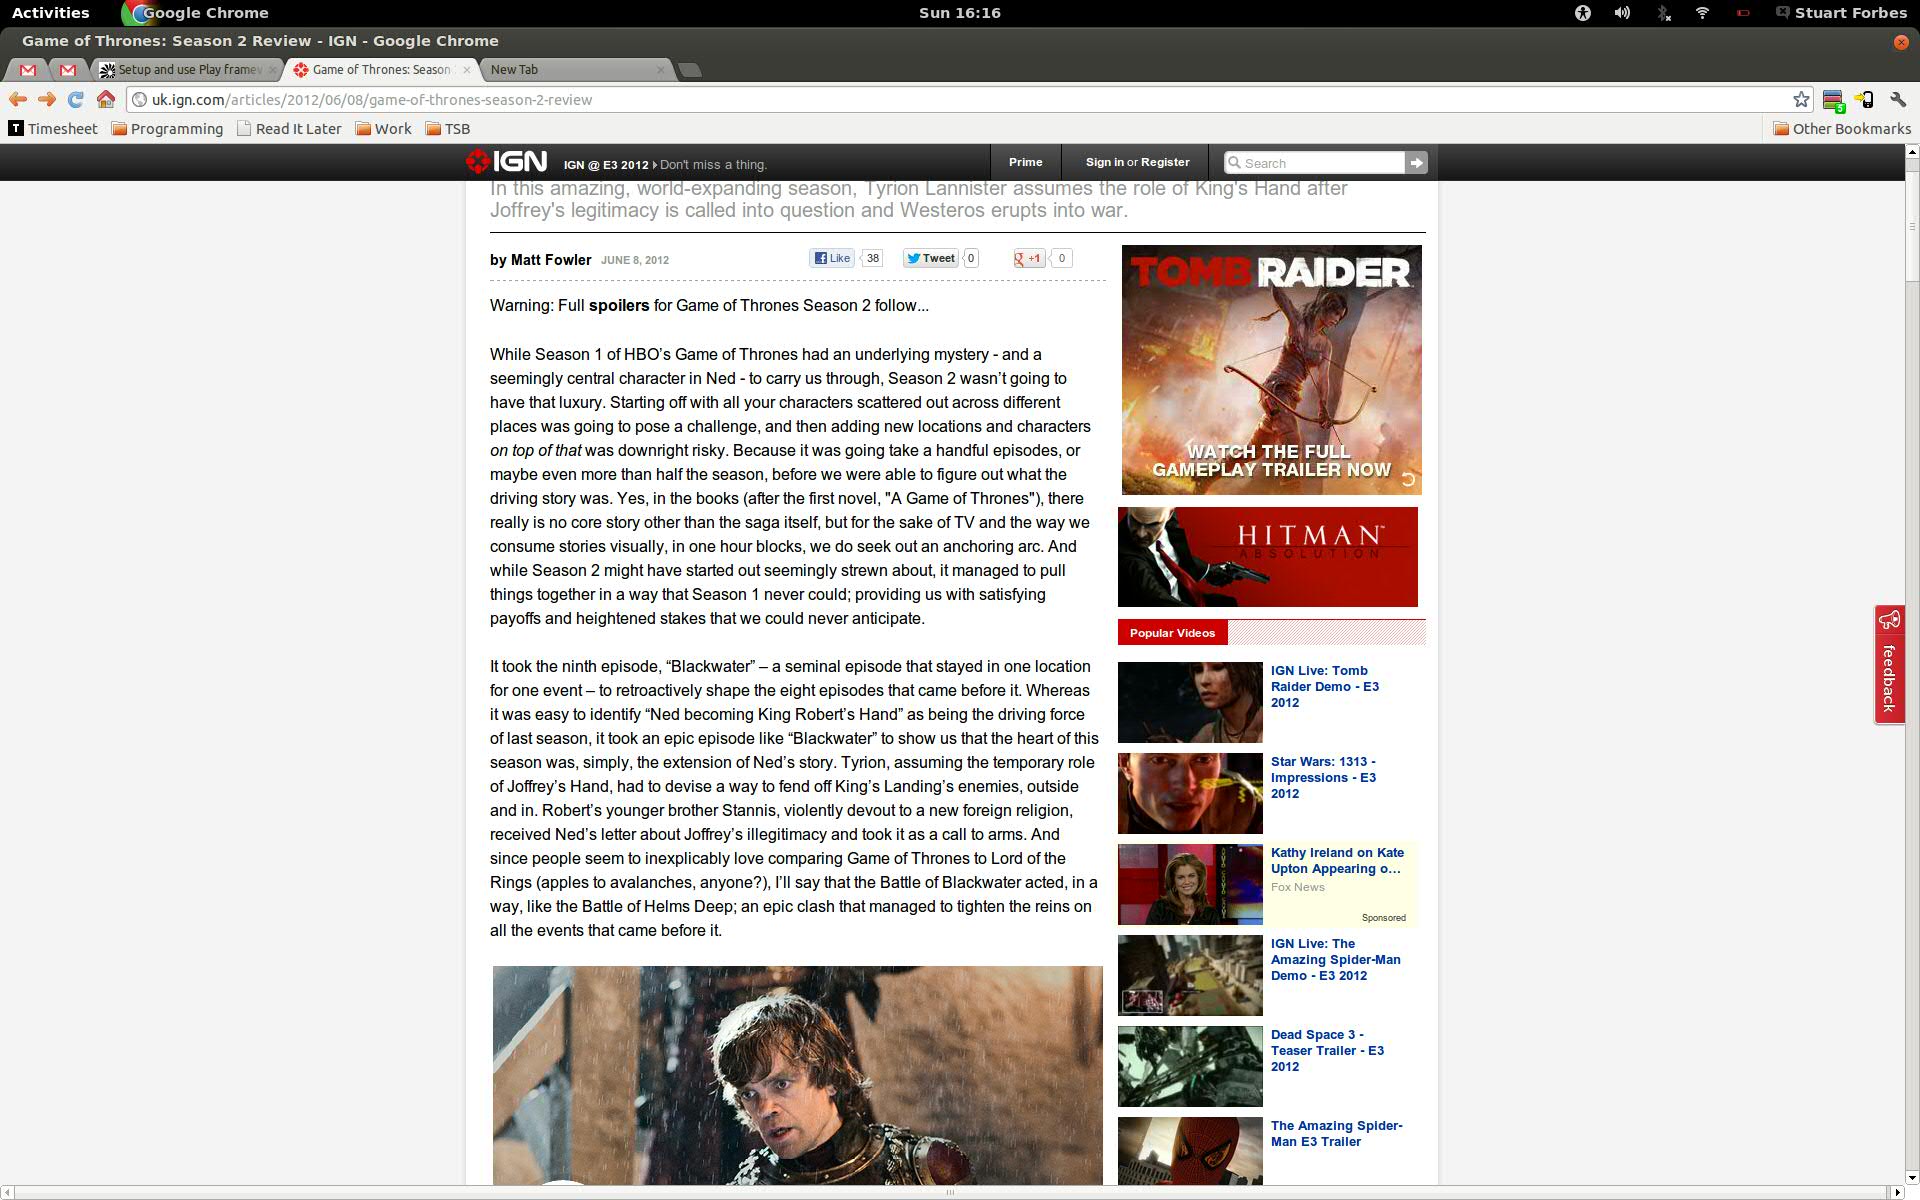 Activities
Google Chrome
Sun 16:16
Stuart Forbes
Game of Thrones: Season 2 Review - IGN - Google Chrome
Setup and use Play framew
Game of Thrones: Season
New Tab
uk.ign.com/articles/2012/06/08/game-of-thrones-season-2-review
5
T Timesheet
Programming
Read It Later
Work
TSB
Other Bookmarks
IGN
IGN @ E3 2012 Don't miss a thing.
Prime
Sign in or Register
Search
In this amazing, world-expanding season, Tyrion Lannister assumes the role of King's Hand after
Joffrey's legitimacy is called into question and Westeros erupts into war.
by Matt Fowler JUNE 8, 2012
Like 38
Tweet 0
+1 0
Warning: Full spoilers for Game of Thrones Season 2 follow...
While Season 1 of HBO’s Game of Thrones had an underlying mystery - and a
seemingly central character in Ned - to carry us through, Season 2 wasn’t going to
have that luxury. Starting off with all your characters scattered out across different
places was going to pose a challenge, and then adding new locations and characters
on top of that was downright risky. Because it was going take a handful episodes, or
maybe even more than half the season, before we were able to figure out what the
driving story was. Yes, in the books (after the first novel, "A Game of Thrones"), there
really is no core story other than the saga itself, but for the sake of TV and the way we
consume stories visually, in one hour blocks, we do seek out an anchoring arc. And
while Season 2 might have started out seemingly strewn about, it managed to pull
things together in a way that Season 1 never could; providing us with satisfying
payoffs and heightened stakes that we could never anticipate.
It took the ninth episode, “Blackwater” – a seminal episode that stayed in one location
for one event – to retroactively shape the eight episodes that came before it. Whereas
it was easy to identify “Ned becoming King Robert’s Hand” as being the driving force
of last season, it took an epic episode like “Blackwater” to show us that the heart of this
season was, simply, the extension of Ned’s story. Tyrion, assuming the temporary role
of Joffrey’s Hand, had to devise a way to fend off King’s Landing’s enemies, outside
and in. Robert’s younger brother Stannis, violently devout to a new foreign religion,
received Ned’s letter about Joffrey’s illegitimacy and took it as a call to arms. And
since people seem to inexplicably love comparing Game of Thrones to Lord of the
Rings (apples to avalanches, anyone?), I’ll say that the Battle of Blackwater acted, in a
way, like the Battle of Helms Deep; an epic clash that managed to tighten the reins on
all the events that came before it.
TOMB RAIDER
WATCH THE FULL
GAMEPLAY TRAILER NOW
HITMAN™
ABSOLUTION
Popular Videos
IGN Live: Tomb
Raider Demo - E3
2012
Star Wars: 1313 -
Impressions - E3
2012
Kathy Ireland on Kate
Upton Appearing o...
Fox News
Sponsored
IGN Live: The
Amazing Spider-Man
Demo - E3 2012
Dead Space 3 -
Teaser Trailer - E3
2012
The Amazing Spider-
Man E3 Trailer
feedback